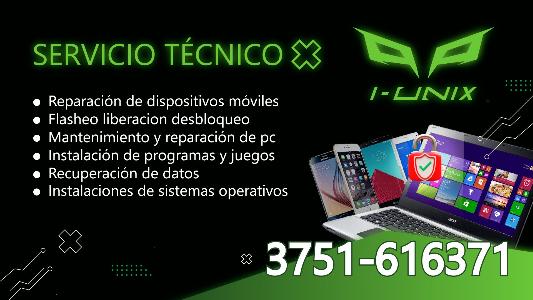 SERVICIO TÉCNICO
I-UNIX
● Reparación de dispositivos móviles
● Flasheo liberacion desbloqueo
● Mantenimiento y reparación de pc
● Instalación de programas y juegos
● Recuperación de datos
● Instalaciones de sistemas operativos
3751-616371